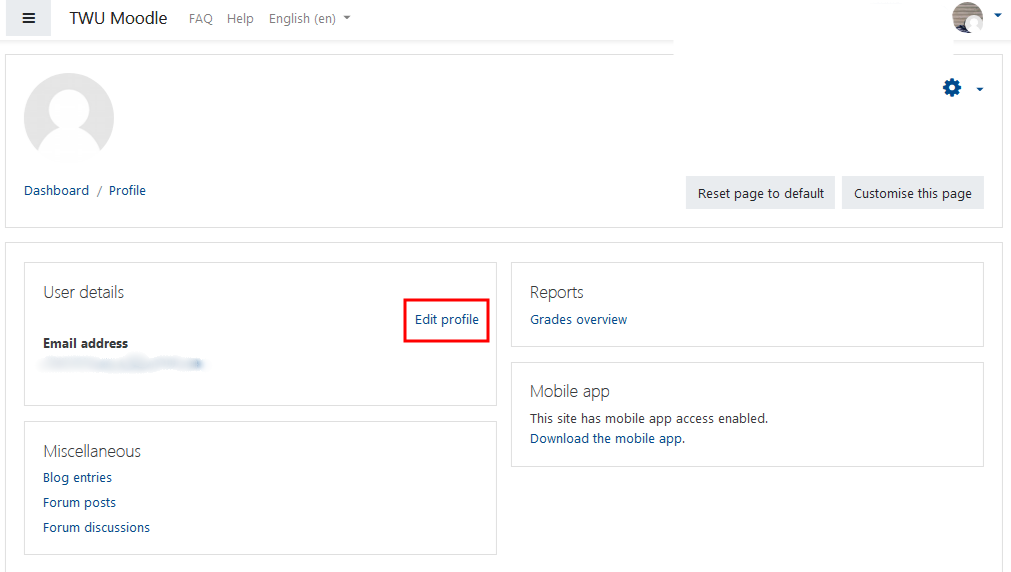 TWU Moodle FAQ Help English (en)
Dashboard / Profile
Reset page to default Customise this page
User details
Edit profile
Email address
Miscellaneous
Blog entries
Forum posts
Forum discussions
Reports
Grades overview
Mobile app
This site has mobile app access enabled.
Download the mobile app.